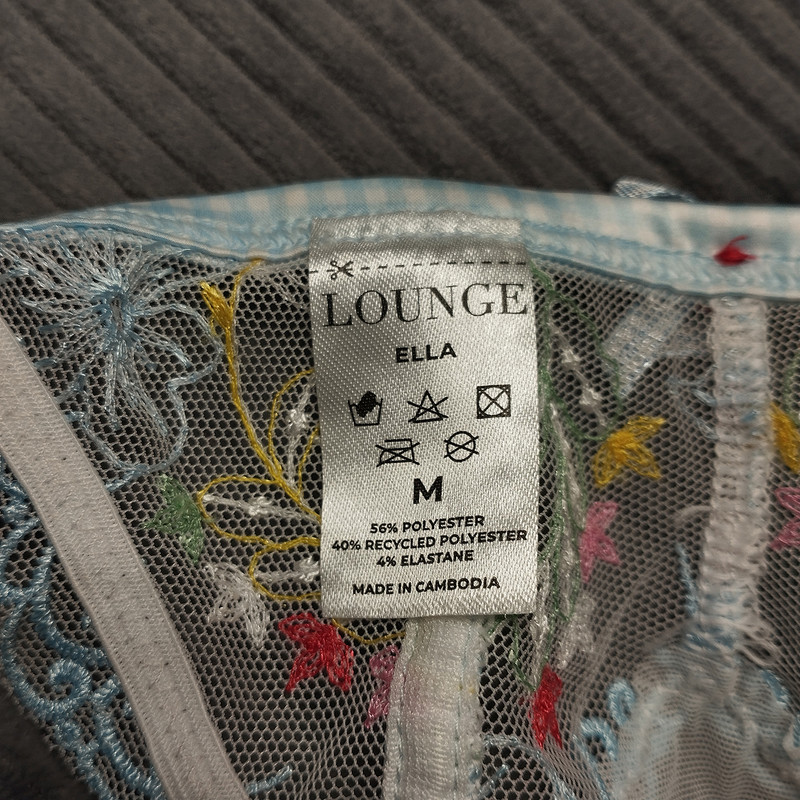 LOUNGE
ELLA
M
56% POLYESTER
40% RECYCLED POLYESTER
4% ELASTANE
MADE IN CAMBODIA